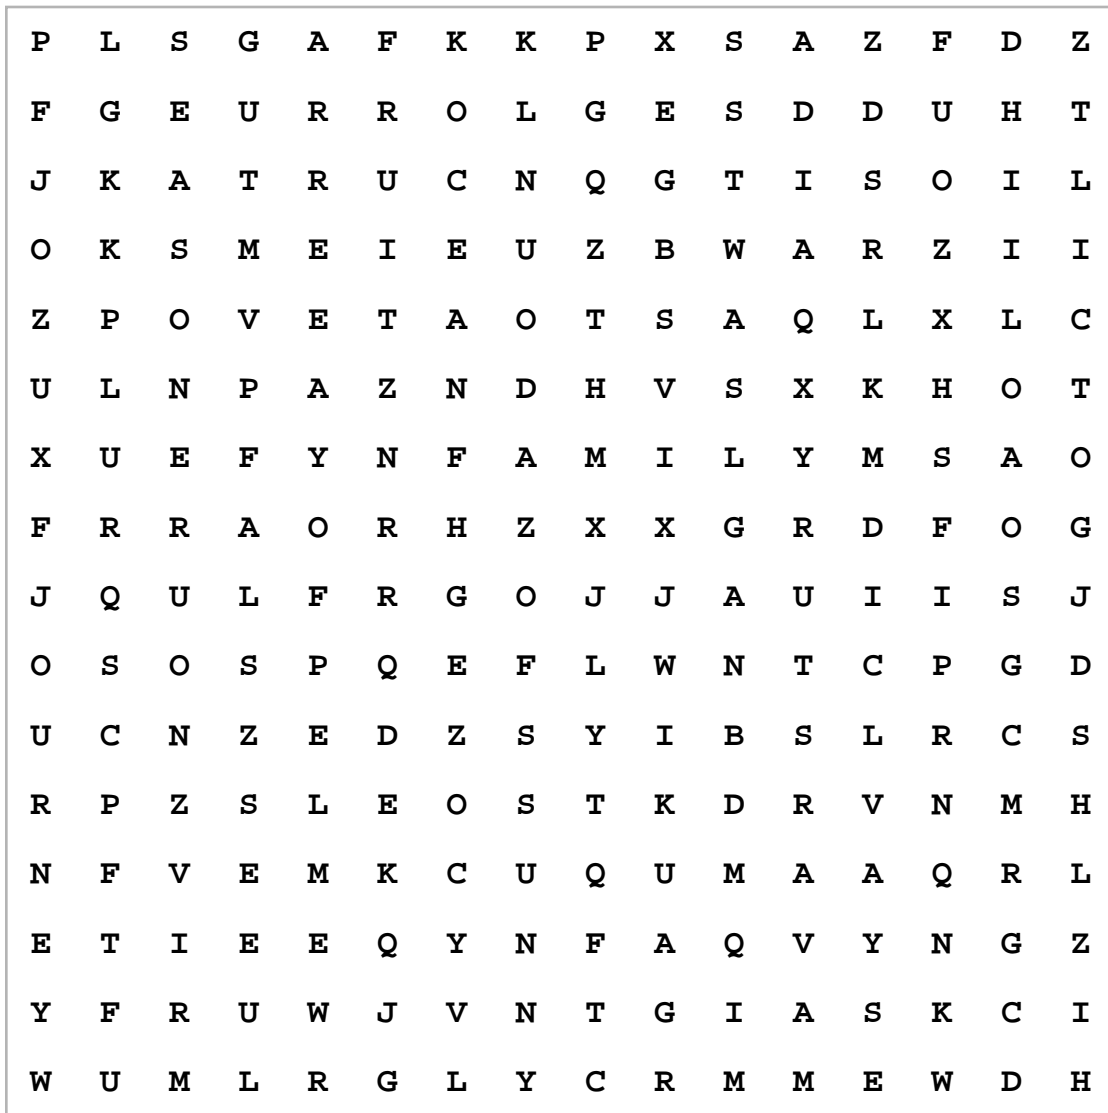 P L S G A F K K P X S A Z F D Z
F G E U R R O L G E S D D U H T
J K A T R U C N Q G T I S O I L
O K S M E I E U Z B W A R Z I I
Z P O V E T A O T S A Q L X L C
U L N P A Z N D H V S X K H O T
X U E F Y N F A M I L Y M S A O
F R R A O R H Z X X G R D F O G
J Q U L F R G O J J A U I I S J
O S O S P Q E F L W N T C P G D
U C N Z E D Z S Y I B S L R C S
R P Z S L E O S T K D R V N M H
N F V E M K C U Q U M A A Q R L
E T I E E Q Y N F A Q V Y N G Z
Y F R U W J V N T G I A S K C I
W U M L R G L Y C R M M E W D H